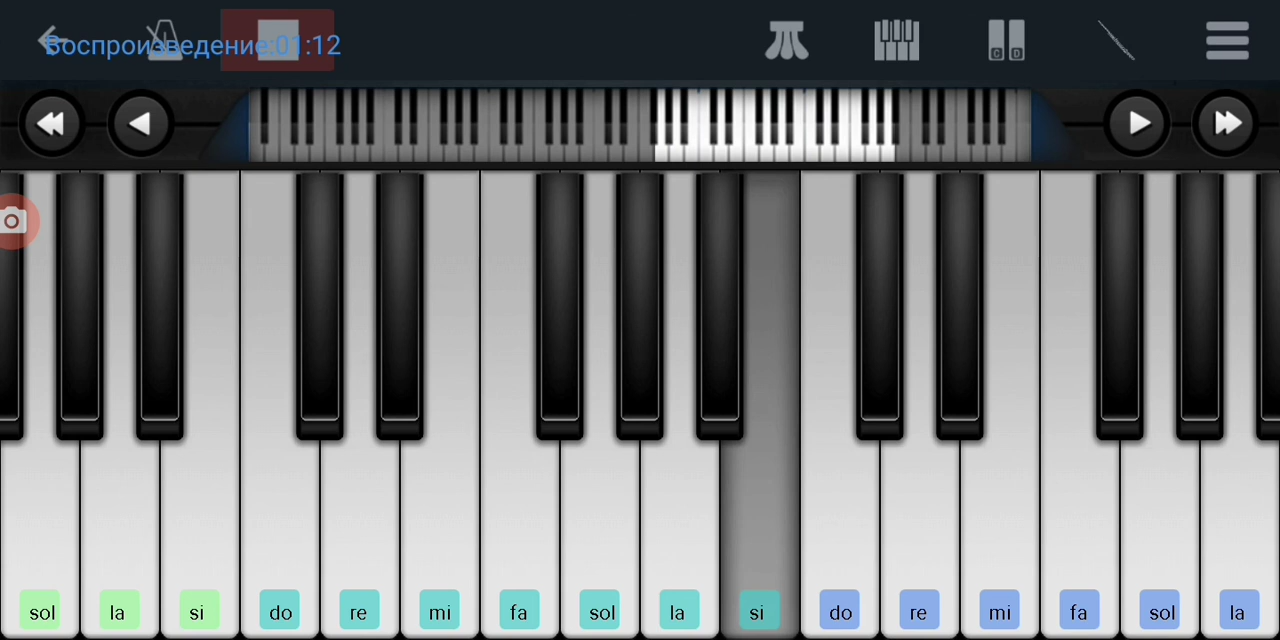 Воспроизведение:01:12
C D
sol la si do re mi fa sol la si do re mi fa sol la